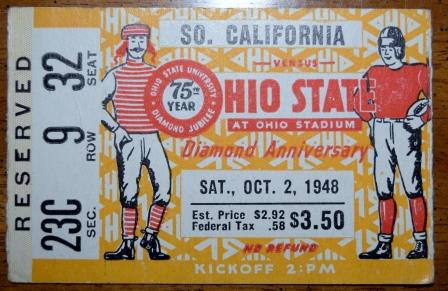 RESERVED
23C 9 32
SEC. ROW SEAT
SO. CALIFORNIA
VERSUS
OHIO STATE UNIVERSITY
75TH
YEAR
DIAMOND JUBILEE
OHIO STATE
AT OHIO STADIUM
Diamond Anniversary
SAT., OCT. 2, 1948
Est. Price $2.92
Federal Tax .58
$3.50
NO REFUND
KICKOFF 2:PM